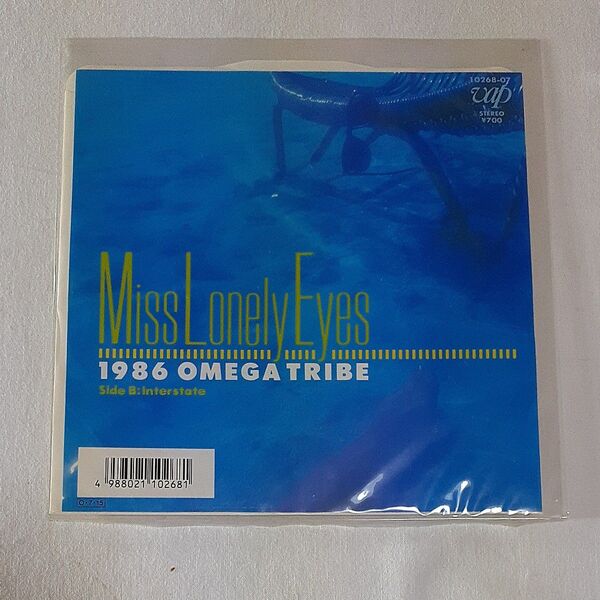 10268-07
vap
STEREO
¥700
Miss Lonely Eyes
1986 OMEGA TRIBE
Side B: Interstate
4 988021 102681